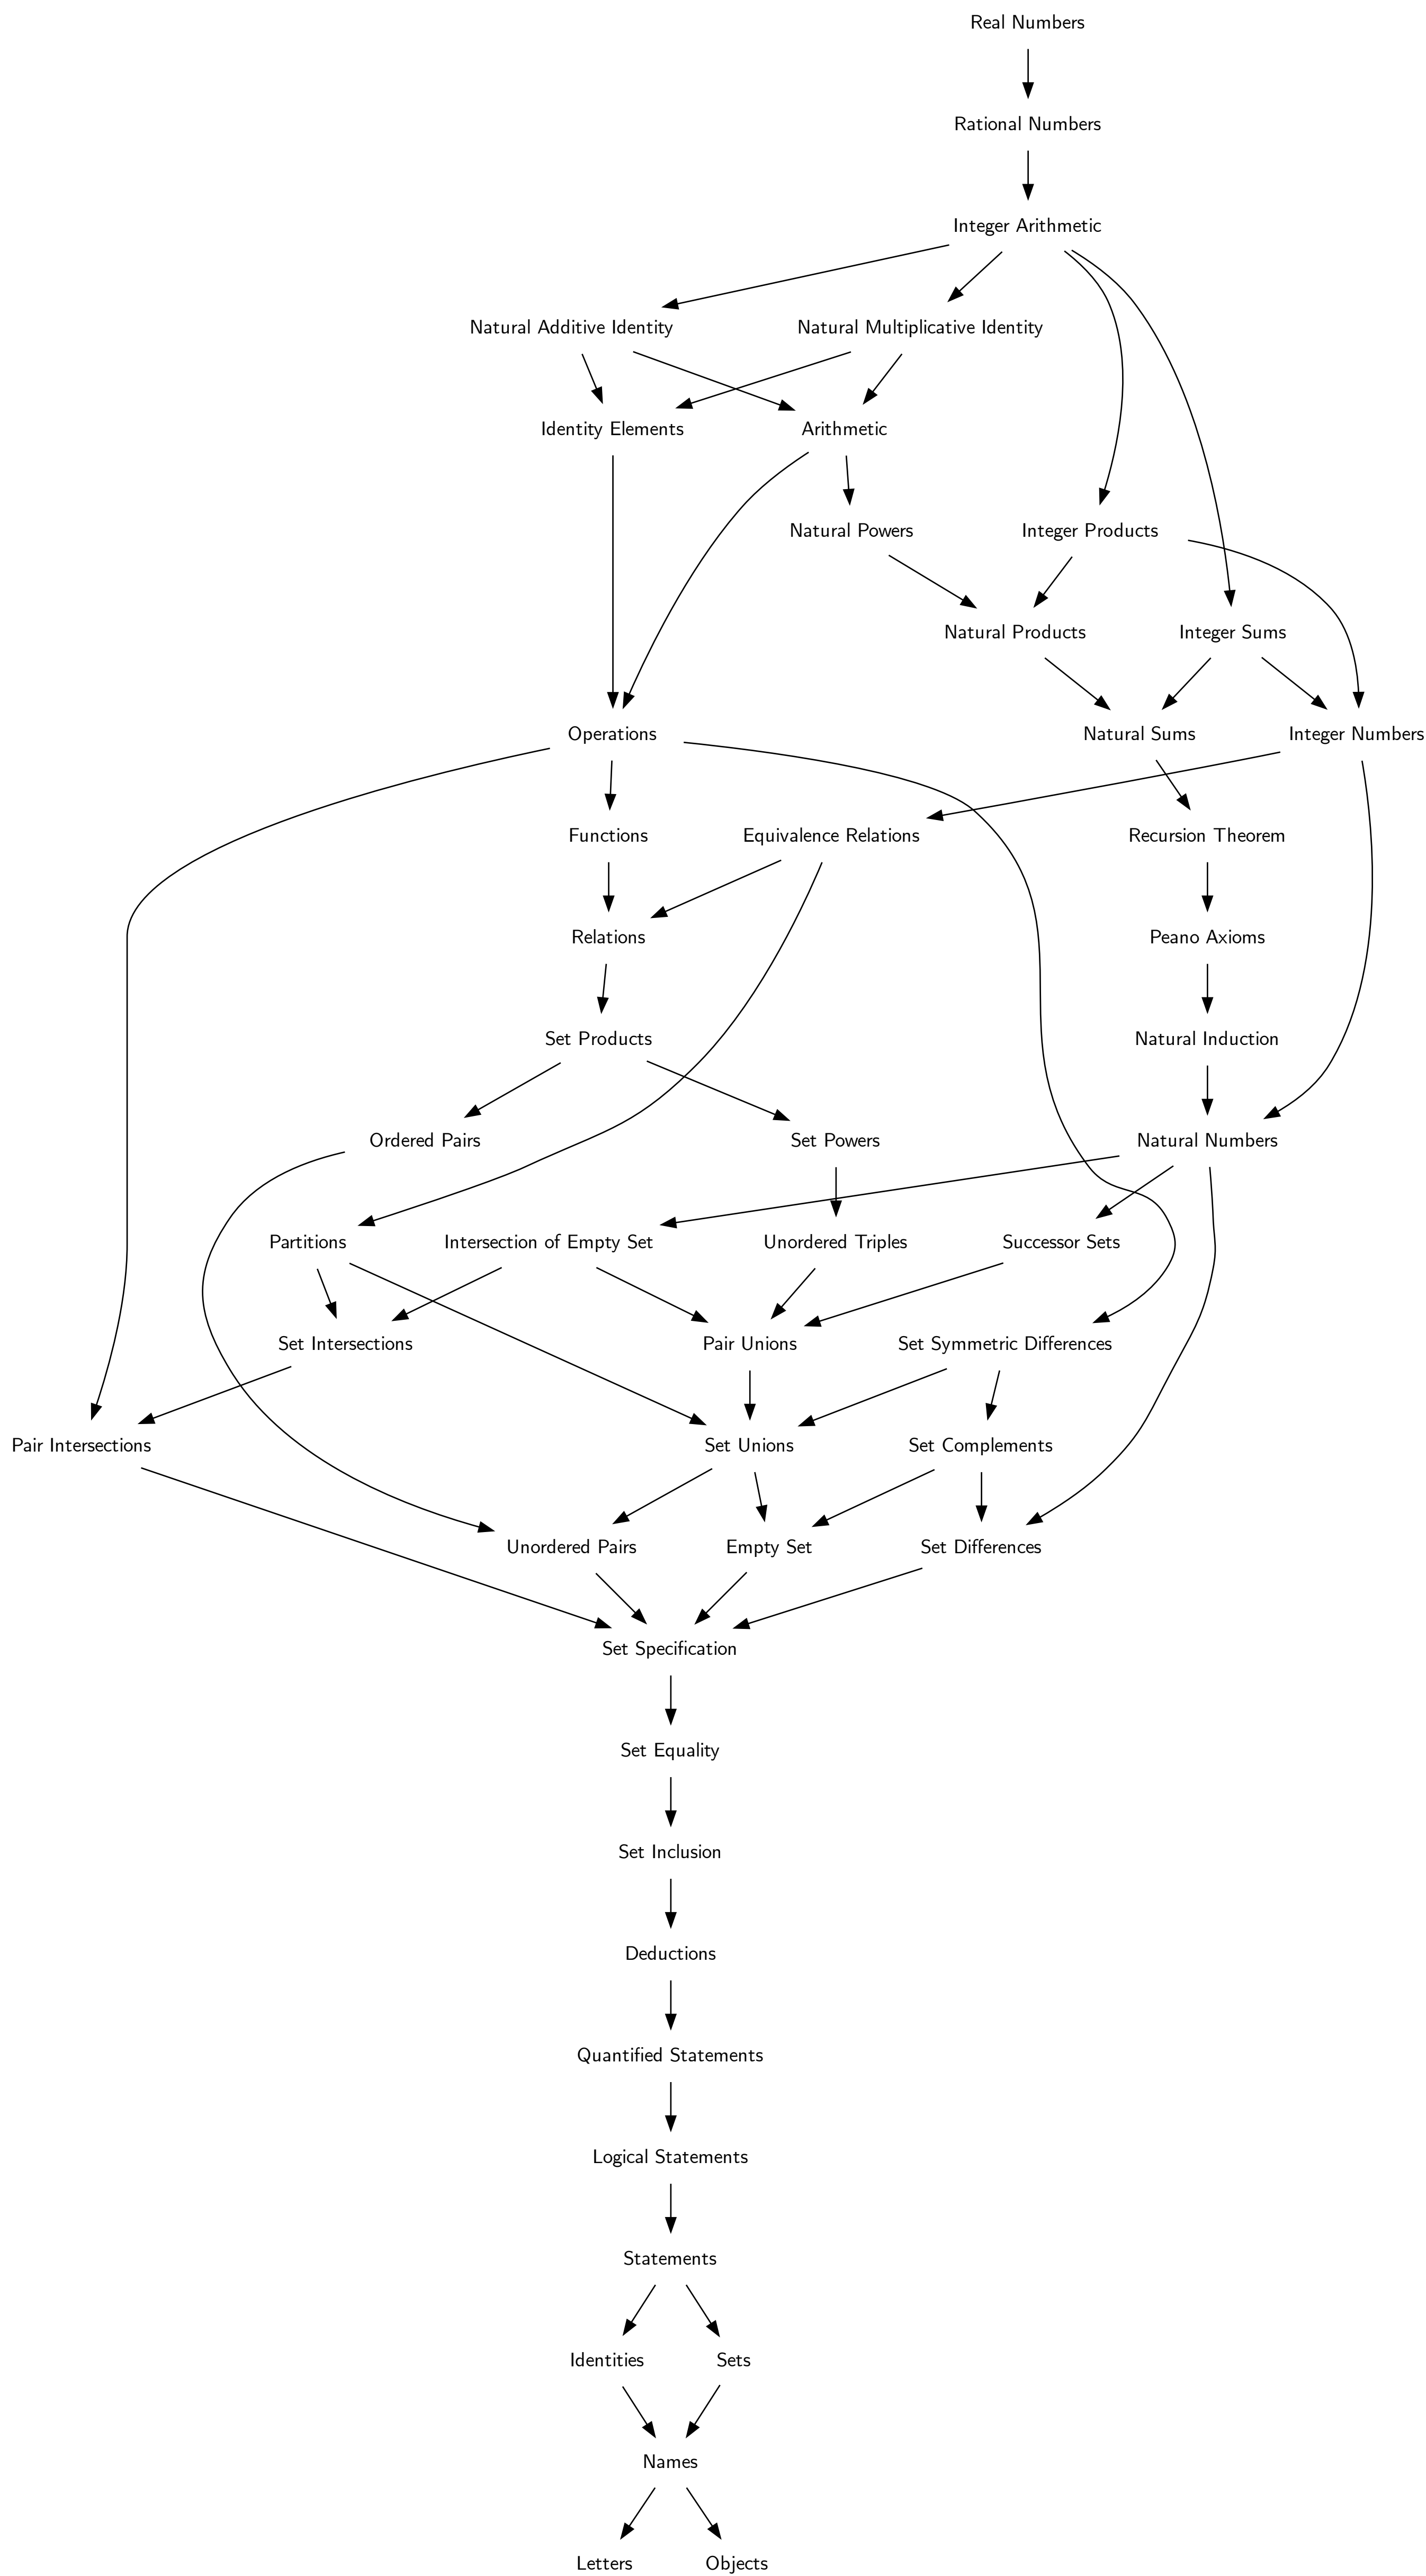 Real Numbers
Rational Numbers
Integer Arithmetic
Natural Additive Identity
Natural Multiplicative Identity
Identity Elements
Arithmetic
Natural Powers
Integer Products
Natural Products
Integer Sums
Operations
Natural Sums
Integer Numbers
Functions
Equivalence Relations
Recursion Theorem
Relations
Peano Axioms
Set Products
Natural Induction
Ordered Pairs
Set Powers
Natural Numbers
Partitions
Intersection of Empty Set
Unordered Triples
Successor Sets
Set Intersections
Pair Unions
Set Symmetric Differences
Pair Intersections
Set Unions
Set Complements
Unordered Pairs
Empty Set
Set Differences
Set Specification
Set Equality
Set Inclusion
Deductions
Quantified Statements
Logical Statements
Statements
Identities
Sets
Names
Letters
Objects